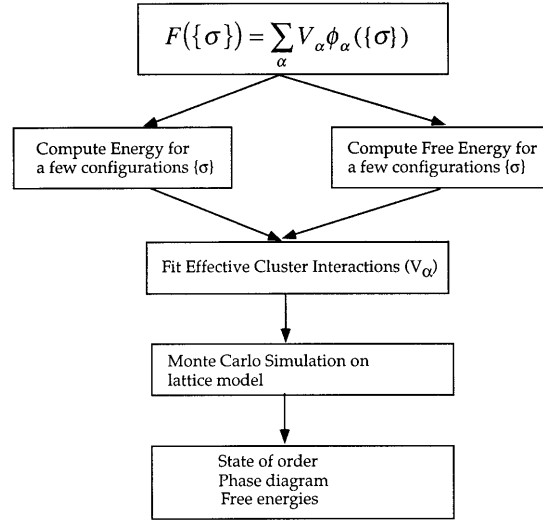 F({σ}) = ∑ V_α ϕ_α ({σ})
α
Compute Energy for
a few configurations {σ}
Compute Free Energy for
a few configurations {σ}
Fit Effective Cluster Interactions (V_α)
Monte Carlo Simulation on
lattice model
State of order
Phase diagram
Free energies